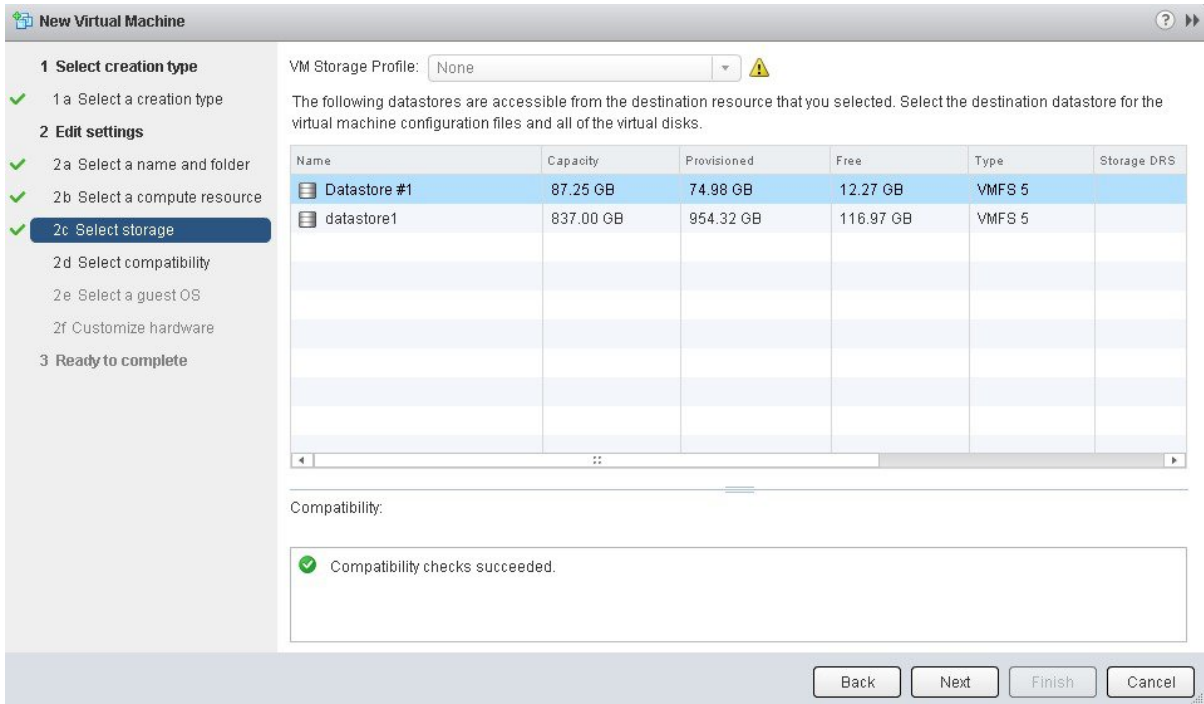 New Virtual Machine
1 Select creation type
1a Select a creation type
2 Edit settings
2a Select a name and folder
2b Select a compute resource
2c Select storage
2d Select compatibility
2e Select a guest OS
2f Customize hardware
3 Ready to complete
VM Storage Profile: None
The following datastores are accessible from the destination resource that you selected. Select the destination datastore for the
virtual machine configuration files and all of the virtual disks.
Name Capacity Provisioned Free Type Storage DRS
Datastore #1 87.25 GB 74.98 GB 12.27 GB VMFS 5
datastore1 837.00 GB 954.32 GB 116.97 GB VMFS 5
Compatibility:
Compatibility checks succeeded.
Back Next Finish Cancel